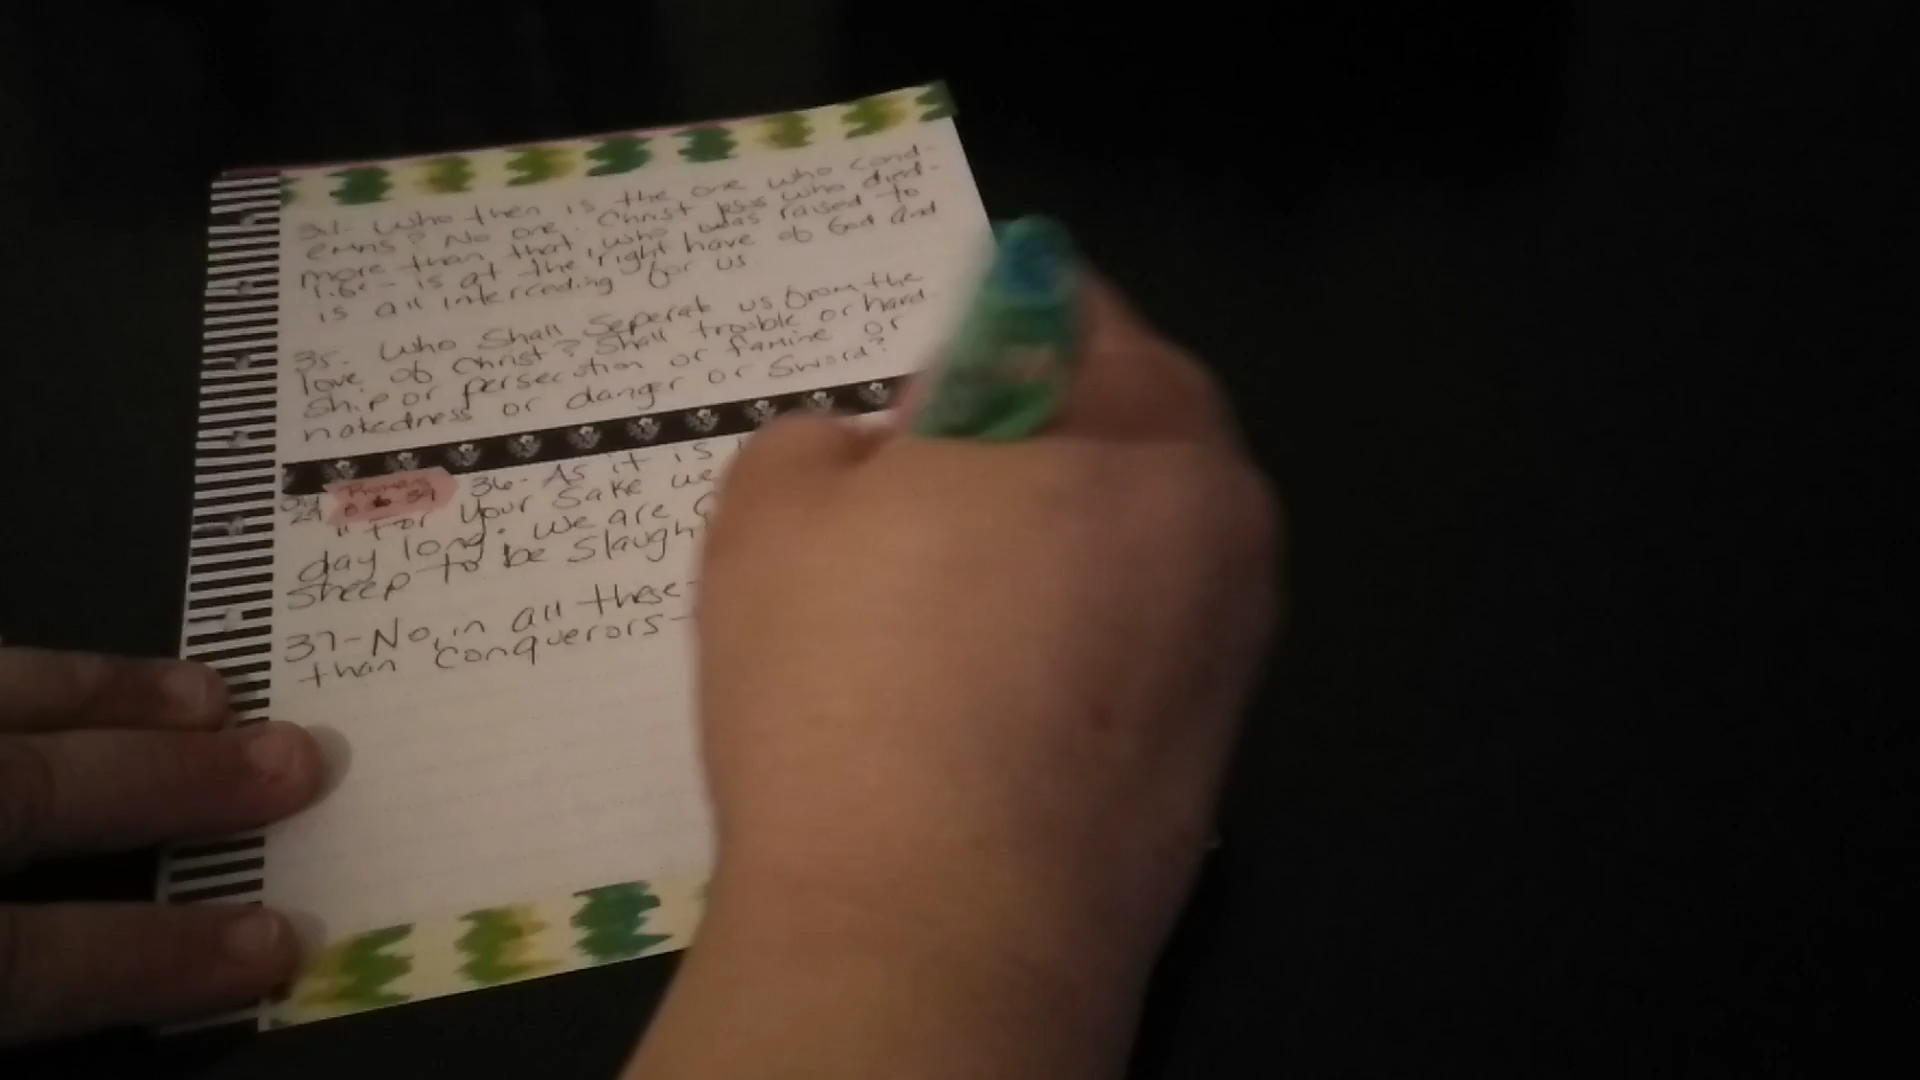 34- Who then is the one who cond-
emns? No one. Christ Jesus who died-
more than that, who was raised to
life - is at the right have of God and
is all interceding for us
35- Who Shall Seperat us from the
love of Christ? Shall trouble or hard-
Ship or persecution or famine or
nakedness or danger or Sword?
36- As it is
29
" For your Sake we
day long: we are
Sheep to be Slaugh
37- No, in all these
than conquerors-